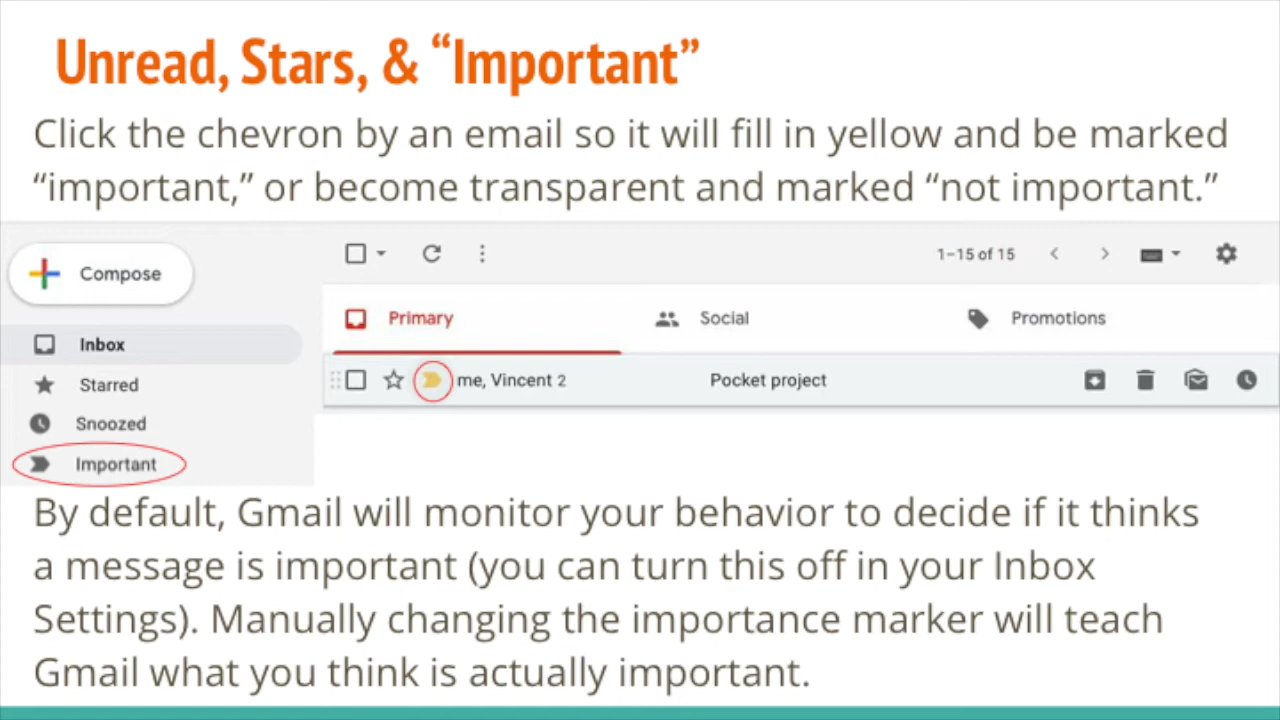 Unread, Stars, & “Important”
Click the chevron by an email so it will fill in yellow and be marked
“important,” or become transparent and marked “not important.”
Compose
1–15 of 15
Inbox
Primary
Social
Promotions
Starred
me, Vincent 2
Pocket project
Snoozed
Important
By default, Gmail will monitor your behavior to decide if it thinks
a message is important (you can turn this off in your Inbox
Settings). Manually changing the importance marker will teach
Gmail what you think is actually important.